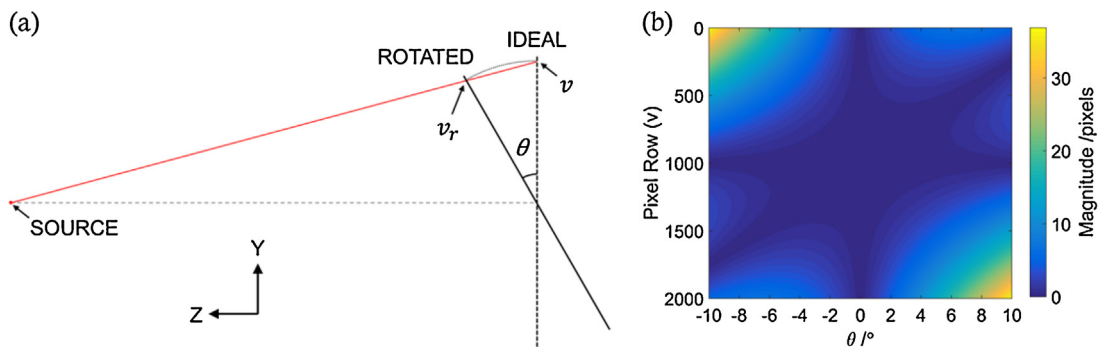 (a)
IDEAL
ROTATED
v
v_r
θ
SOURCE
Y
Z
(b)
Pixel Row (v)
0
500
1000
1500
2000
-10 -8 -6 -4 -2 0 2 4 6 8 10
θ /°
30
20
10
0
Magnitude /pixels